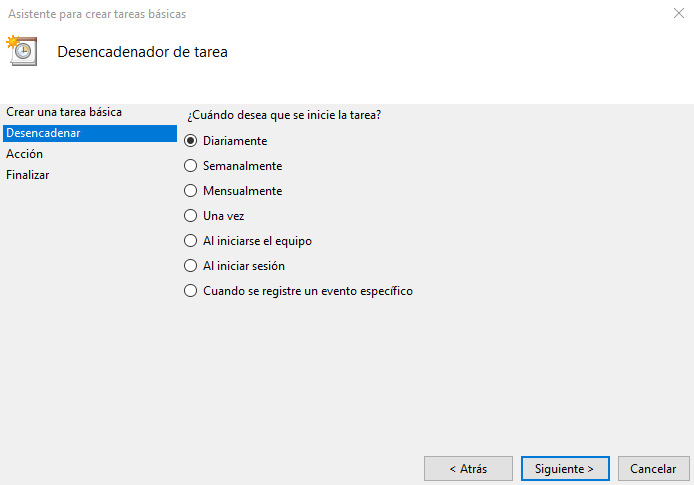 Asistente para crear tareas básicas
Desencadenador de tarea
Crear una tarea básica
Desencadenar
Acción
Finalizar
¿Cuándo desea que se inicie la tarea?
Diariamente
Semanalmente
Mensualmente
Una vez
Al iniciarse el equipo
Al iniciar sesión
Cuando se registre un evento específico
< Atrás
Siguiente >
Cancelar